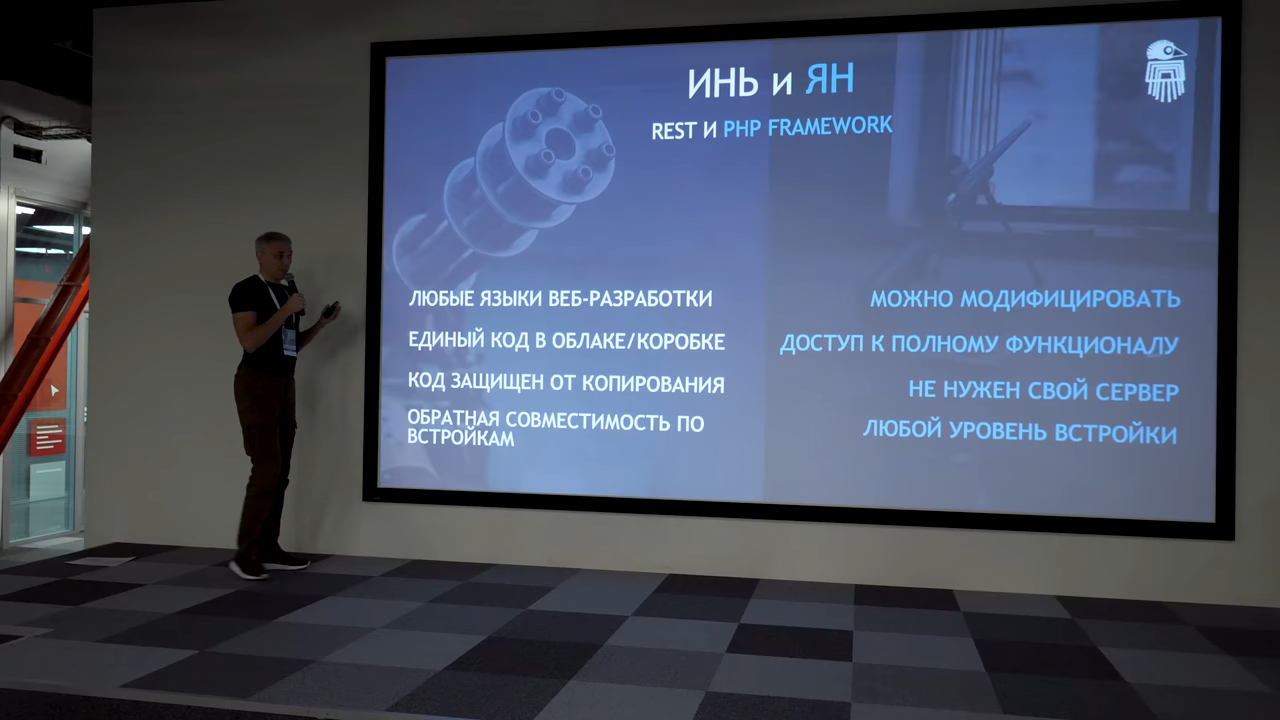 ИНЬ и ЯН
REST И PHP FRAMEWORK
ЛЮБЫЕ ЯЗЫКИ ВЕБ-РАЗРАБОТКИ
ЕДИНЫЙ КОД В ОБЛАКЕ/КОРОБКЕ
КОД ЗАЩИЩЕН ОТ КОПИРОВАНИЯ
ОБРАТНАЯ СОВМЕСТИМОСТЬ ПО
ВСТРОЙКАМ
МОЖНО МОДИФИЦИРОВАТЬ
ДОСТУП К ПОЛНОМУ ФУНКЦИОНАЛУ
НЕ НУЖЕН СВОЙ СЕРВЕР
ЛЮБОЙ УРОВЕНЬ ВСТРОЙКИ